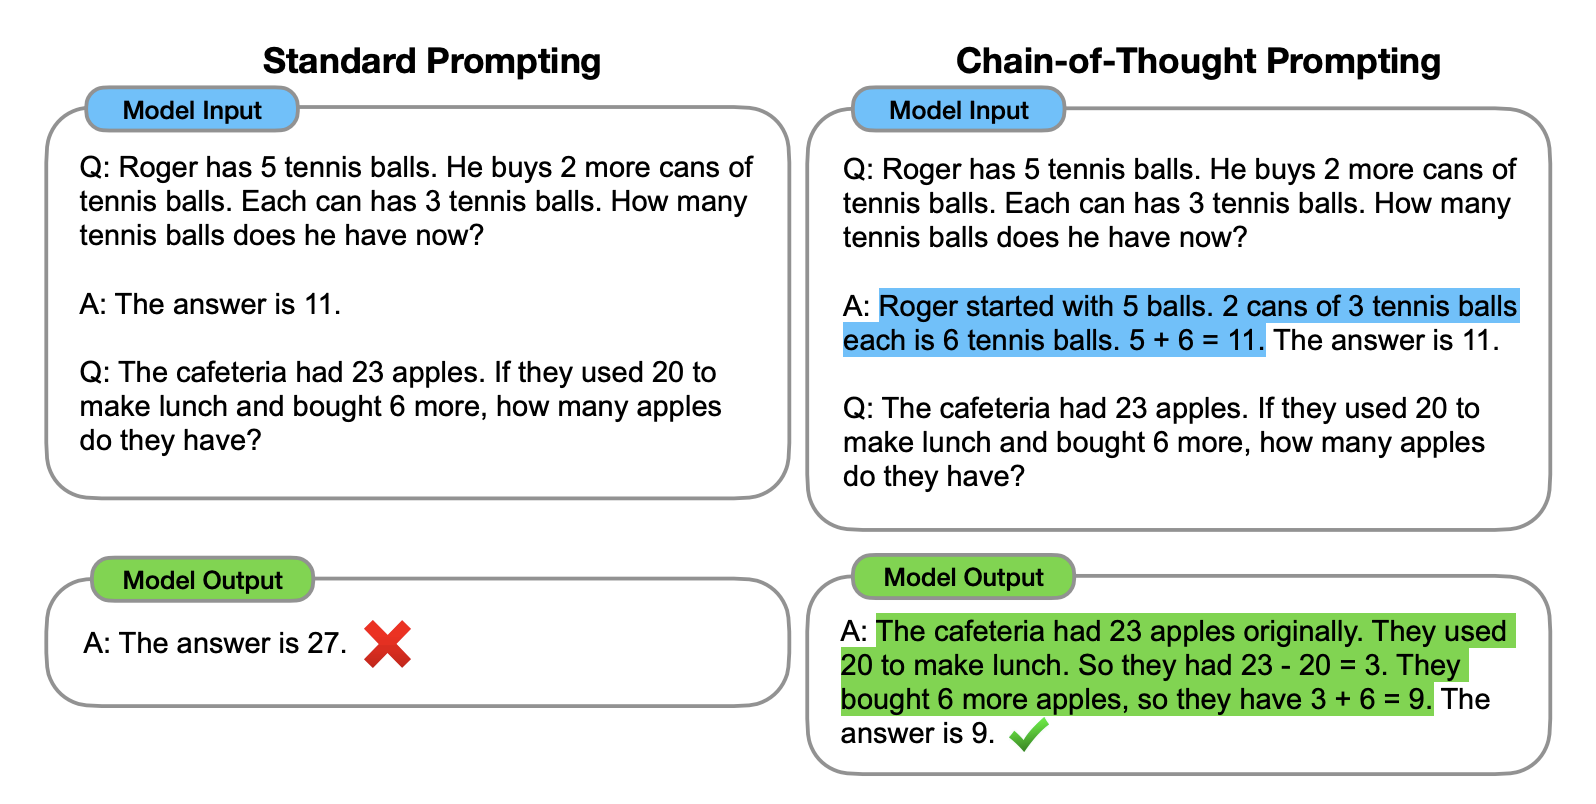 Standard Prompting
Model Input
Q: Roger has 5 tennis balls. He buys 2 more cans of
tennis balls. Each can has 3 tennis balls. How many
tennis balls does he have now?
A: The answer is 11.
Q: The cafeteria had 23 apples. If they used 20 to
make lunch and bought 6 more, how many apples
do they have?
Model Output
A: The answer is 27.
Chain-of-Thought Prompting
Model Input
Q: Roger has 5 tennis balls. He buys 2 more cans of
tennis balls. Each can has 3 tennis balls. How many
tennis balls does he have now?
A: Roger started with 5 balls. 2 cans of 3 tennis balls
each is 6 tennis balls. 5 + 6 = 11. The answer is 11.
Q: The cafeteria had 23 apples. If they used 20 to
make lunch and bought 6 more, how many apples
do they have?
Model Output
A: The cafeteria had 23 apples originally. They used
20 to make lunch. So they had 23 - 20 = 3. They
bought 6 more apples, so they have 3 + 6 = 9. The
answer is 9.